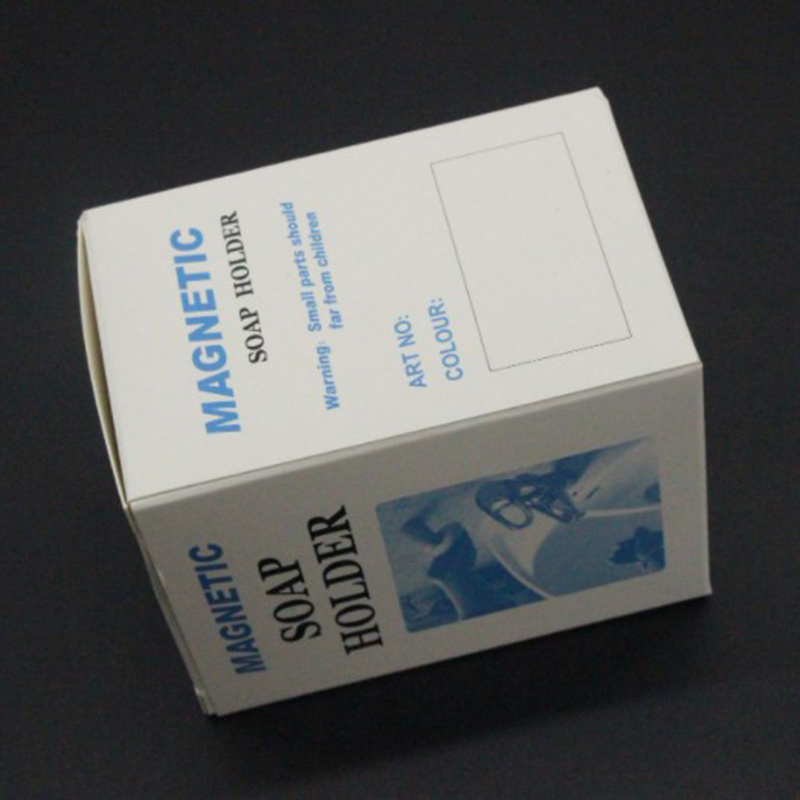 MAGNETIC
SOAP HOLDER
Warning: Small parts should
far from children
ART NO:
COLOUR:
MAGNETIC
SOAP
HOLDER